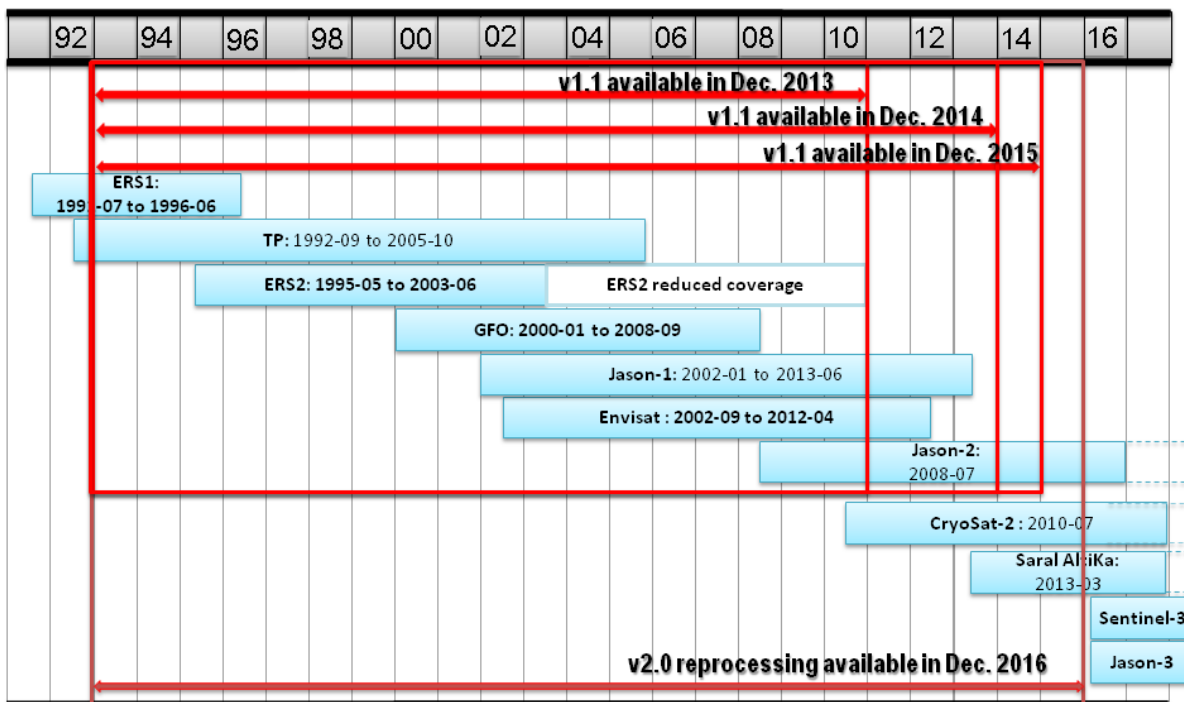 92 94 96 98 00 02 04 06 08 10 12 14 16
v1.1 available in Dec. 2013
v1.1 available in Dec. 2014
v1.1 available in Dec. 2015
ERS1:
1991-07 to 1996-06
TP: 1992-09 to 2005-10
ERS2: 1995-05 to 2003-06 ERS2 reduced coverage
GFO: 2000-01 to 2008-09
Jason-1: 2002-01 to 2013-06
Envisat : 2002-09 to 2012-04
Jason-2:
2008-07
CryoSat-2 : 2010-07
Saral AltiKa:
2013-03
Sentinel-3
v2.0 reprocessing available in Dec. 2016
Jason-3